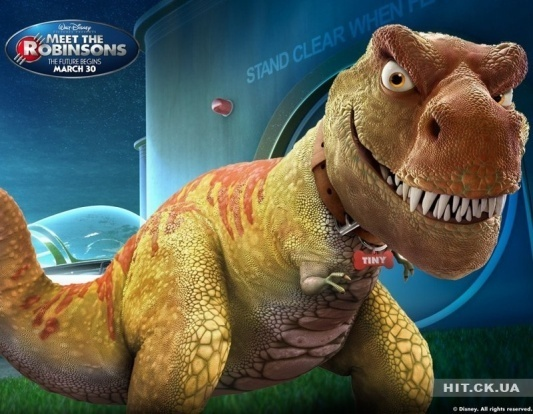 Walt Disney
MEET THE
ROBINSONS
THE FUTURE BEGINS
MARCH 30
STAND CLEAR WHEN
TINY
HIT.CK.UA
© Disney. All rights reserved.